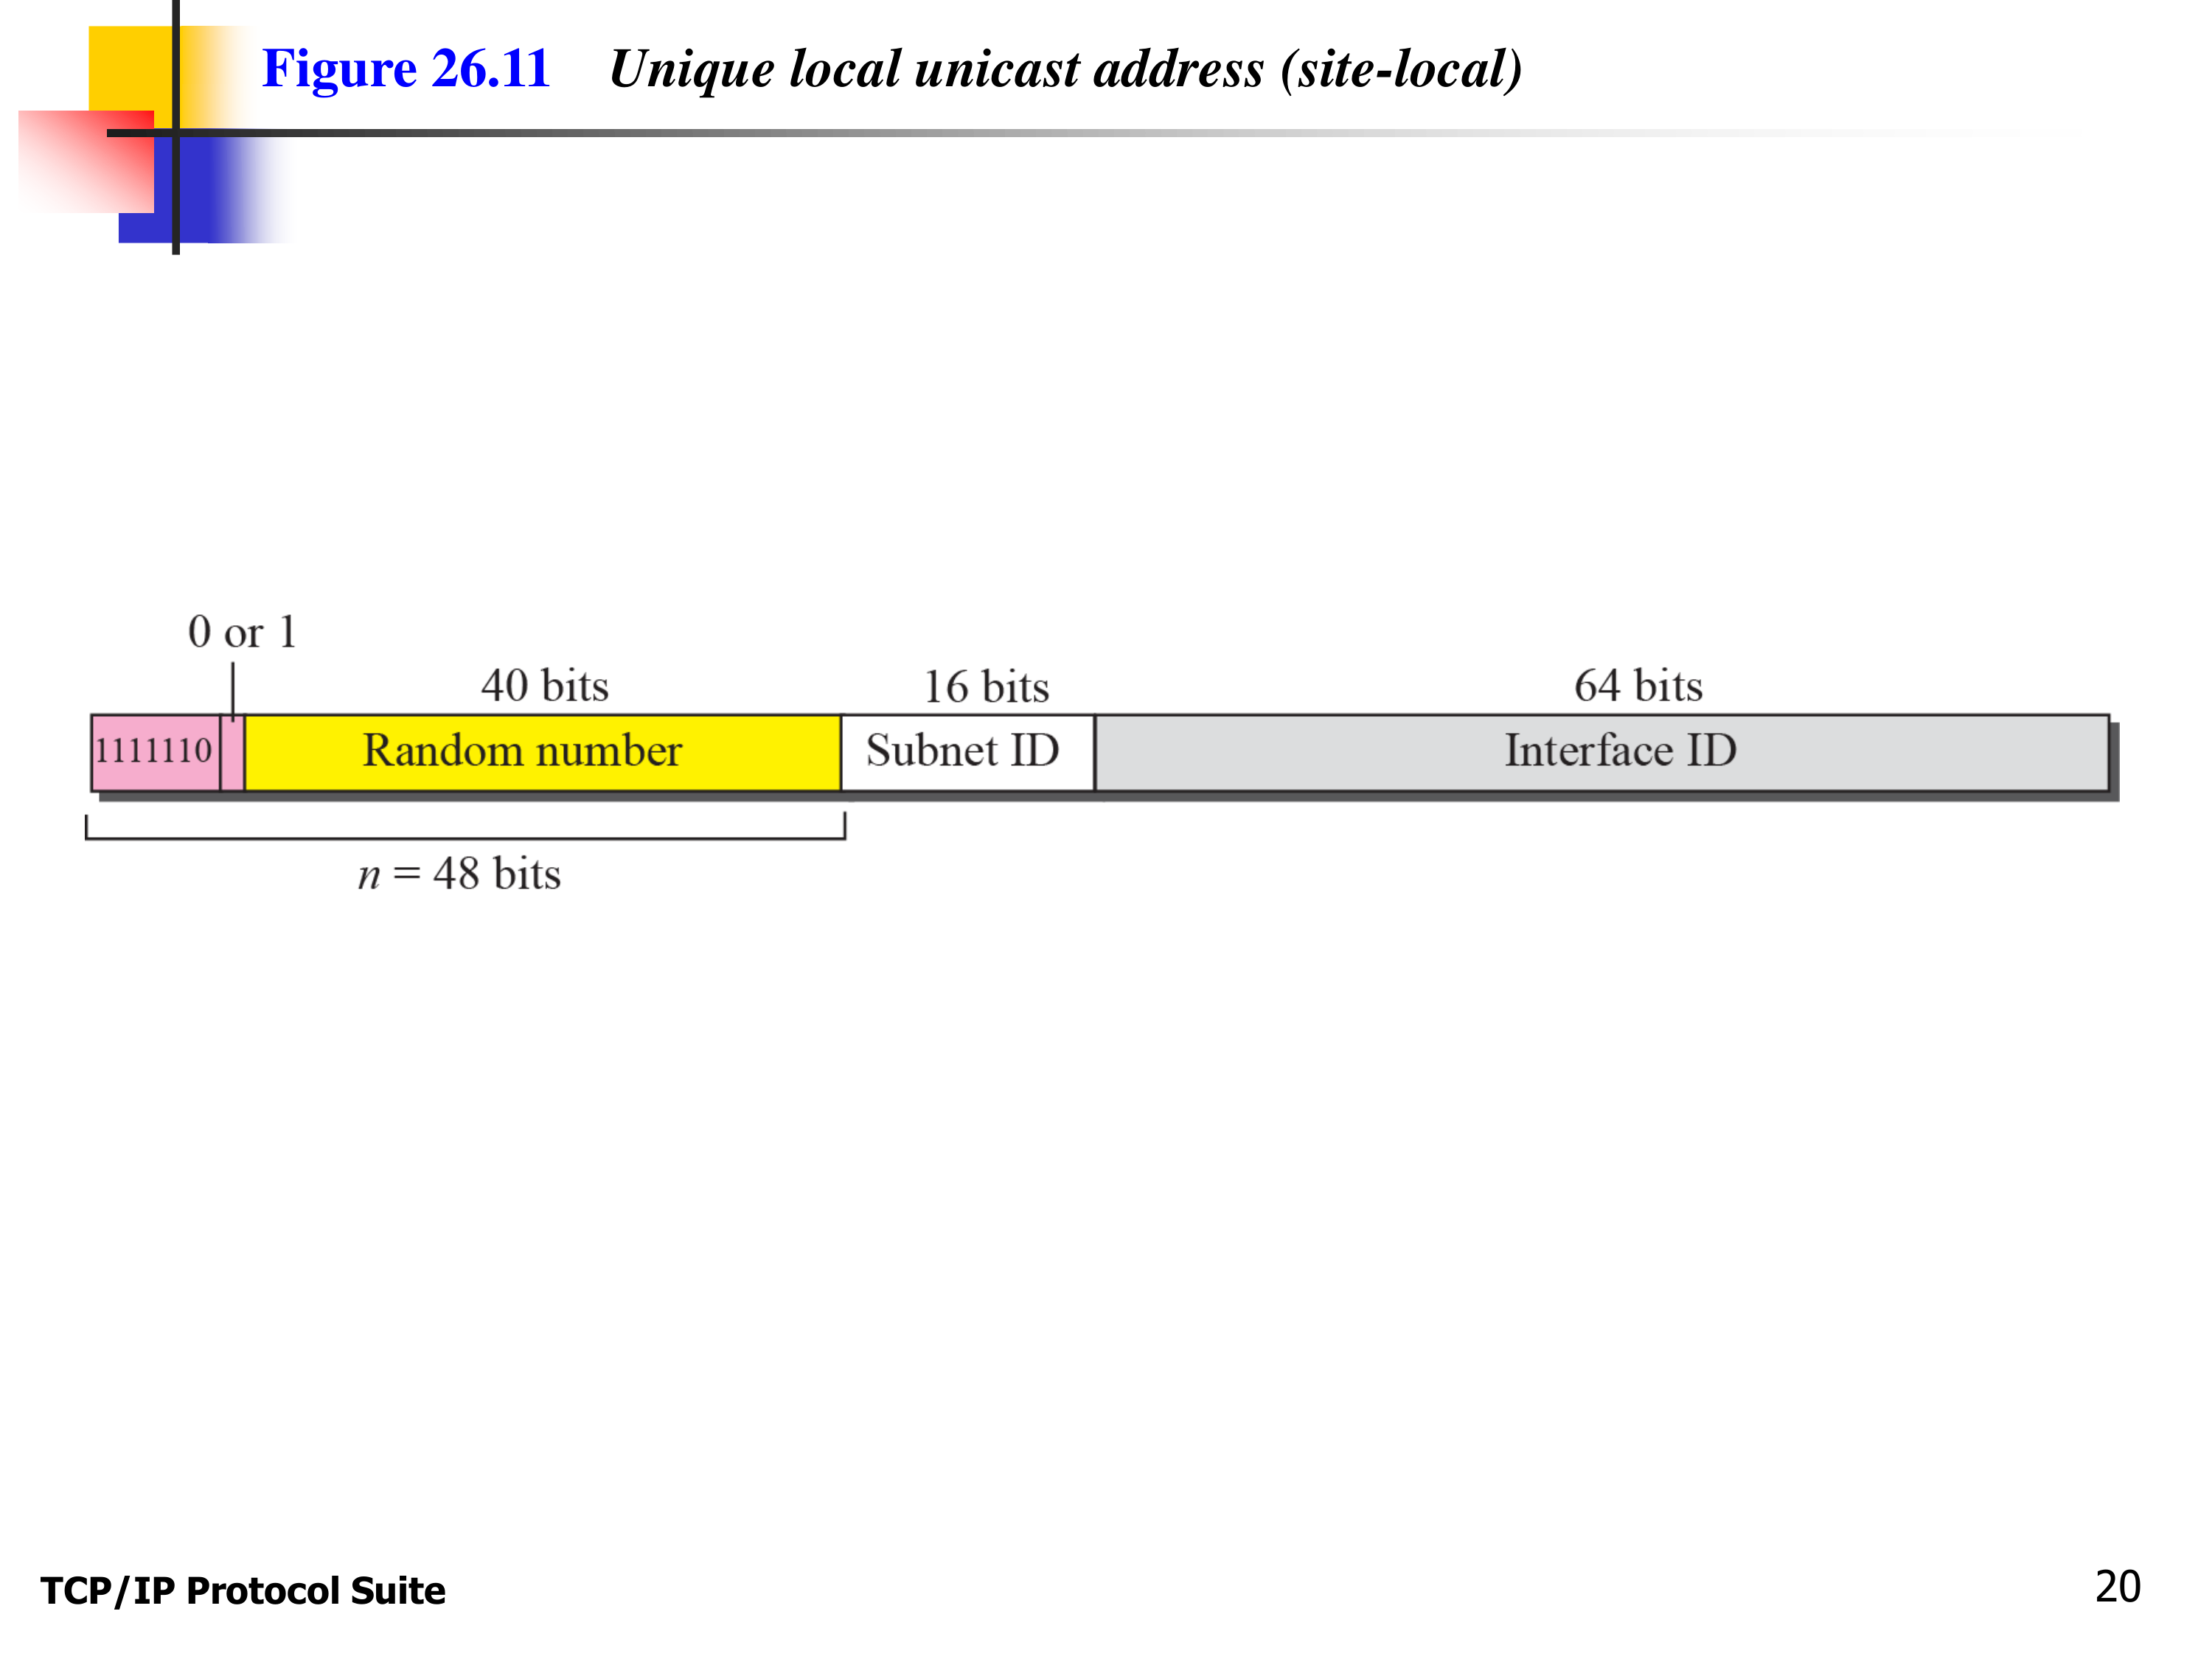 Figure 26.11 Unique local unicast address (site-local)
0 or 1
40 bits 16 bits 64 bits
1111110 Random number Subnet ID Interface ID
n = 48 bits
TCP/IP Protocol Suite 20